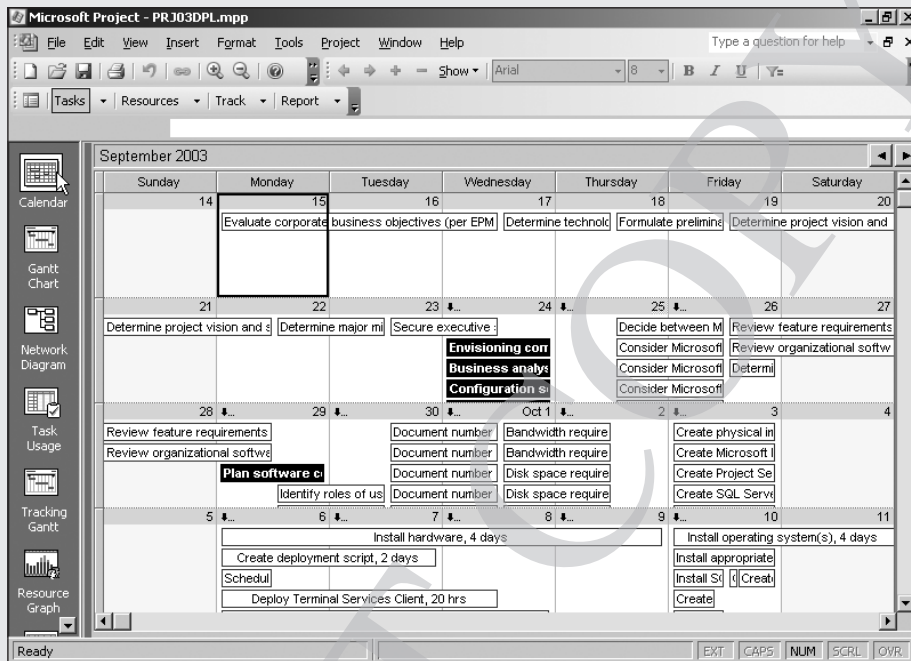 Microsoft Project - PRJ03DPL.mpp
File Edit View Insert Format Tools Project Window Help Type a question for help
Show Arial 8 B I U
Tasks Resources Track Report
Calendar
Gantt Chart
Network Diagram
Task Usage
Tracking Gantt
Resource Graph
September 2003
Sunday Monday Tuesday Wednesday Thursday Friday Saturday
14 15 16 17 18 19 20
Evaluate corporate business objectives (per EPM Determine technolo Formulate prelimina Determine project vision and
21 22 23 24 25 26 27
Determine project vision and s Determine major mi Secure executive Decide between M Review feature requirements
Envisioning com Consider Microsoft Review organizational softw
Business analys Consider Microsoft Determi
Configuration Consider Microsoft
28 29 30 Oct 1 2 3 4
Review feature requirements Document number Bandwidth require Create physical in
Review organizational softwa Document number Bandwidth require Create Microsoft
Plan software Document number Disk space require Create Project Se
Identify roles of us Document number Disk space require Create SQL Serve
5 6 7 8 9 10 11
Install hardware, 4 days Install operating system(s), 4 days
Create deployment script, 2 days Install appropriate
Schedul Install Create
Deploy Terminal Services Client, 20 hrs Create
Ready EXT CAPS NUM SCRL OVR
COPY